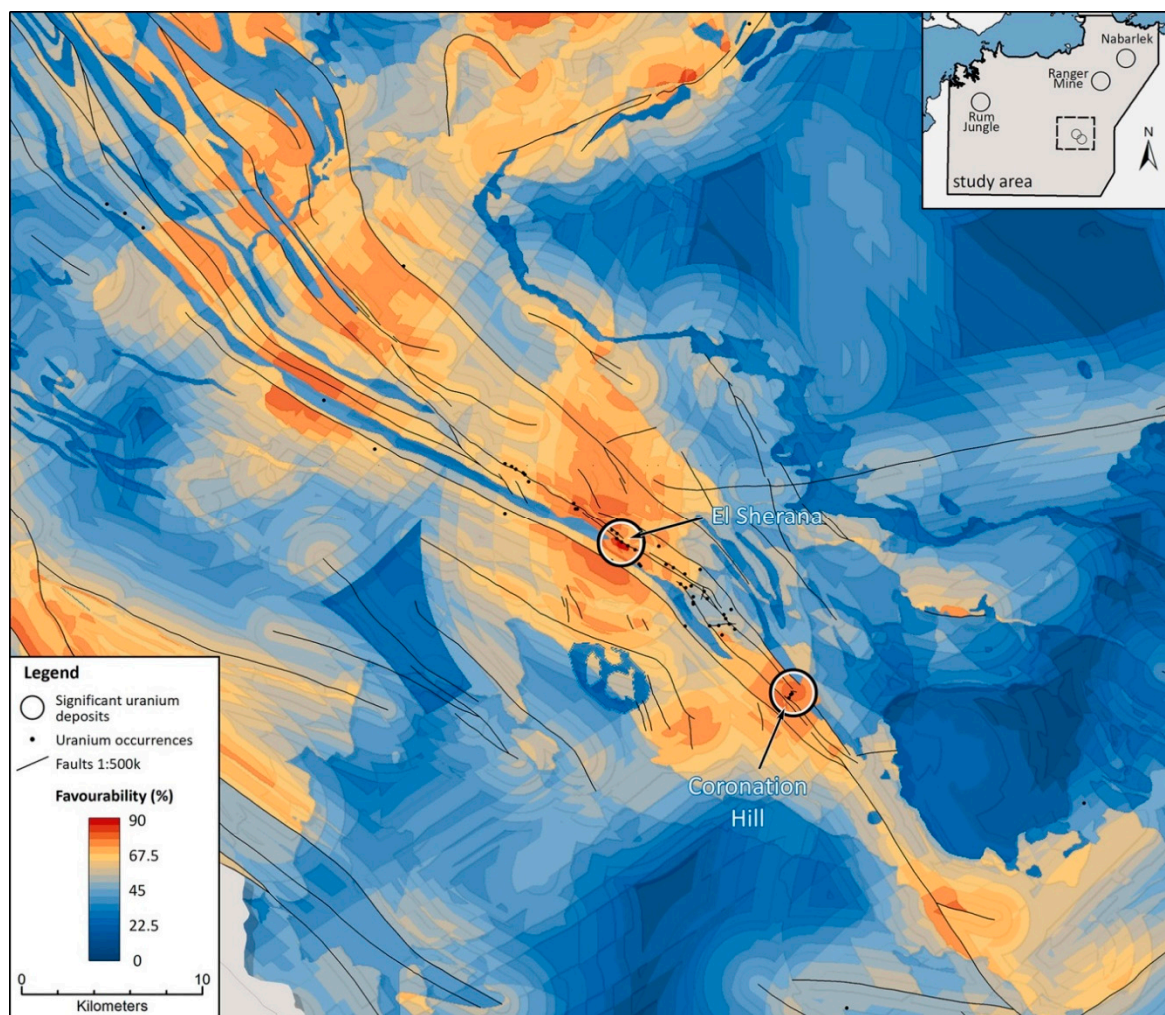 Nabarlek
Ranger
Mine
Rum
Jungle
N
study area
El Sherana
Coronation
Hill
Legend
Significant uranium
deposits
Uranium occurrences
Faults 1:500k
Favourability (%)
90
67.5
45
22.5
0
0 10
Kilometers